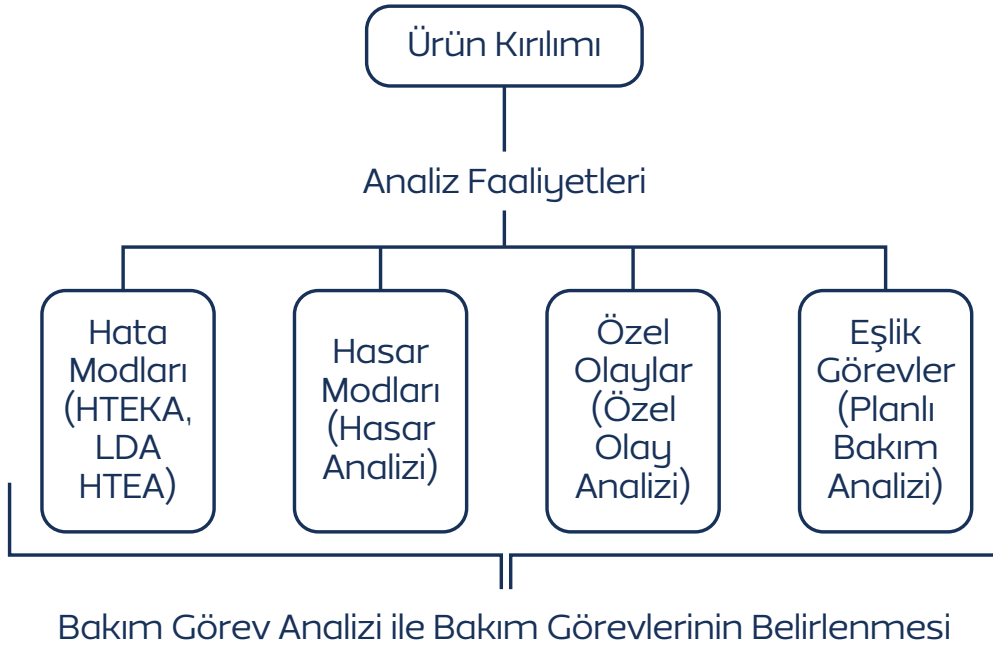 Ürün Kırılımı
Analiz Faaliyetleri
Hata
Modları
(HTEKA,
LDA
HTEA)
Hasar
Modları
(Hasar
Analizi)
Özel
Olaylar
(Özel
Olay
Analizi)
Eşlik
Görevler
(Planlı
Bakım
Analizi)
Bakım Görev Analizi ile Bakım Görevlerinin Belirlenmesi